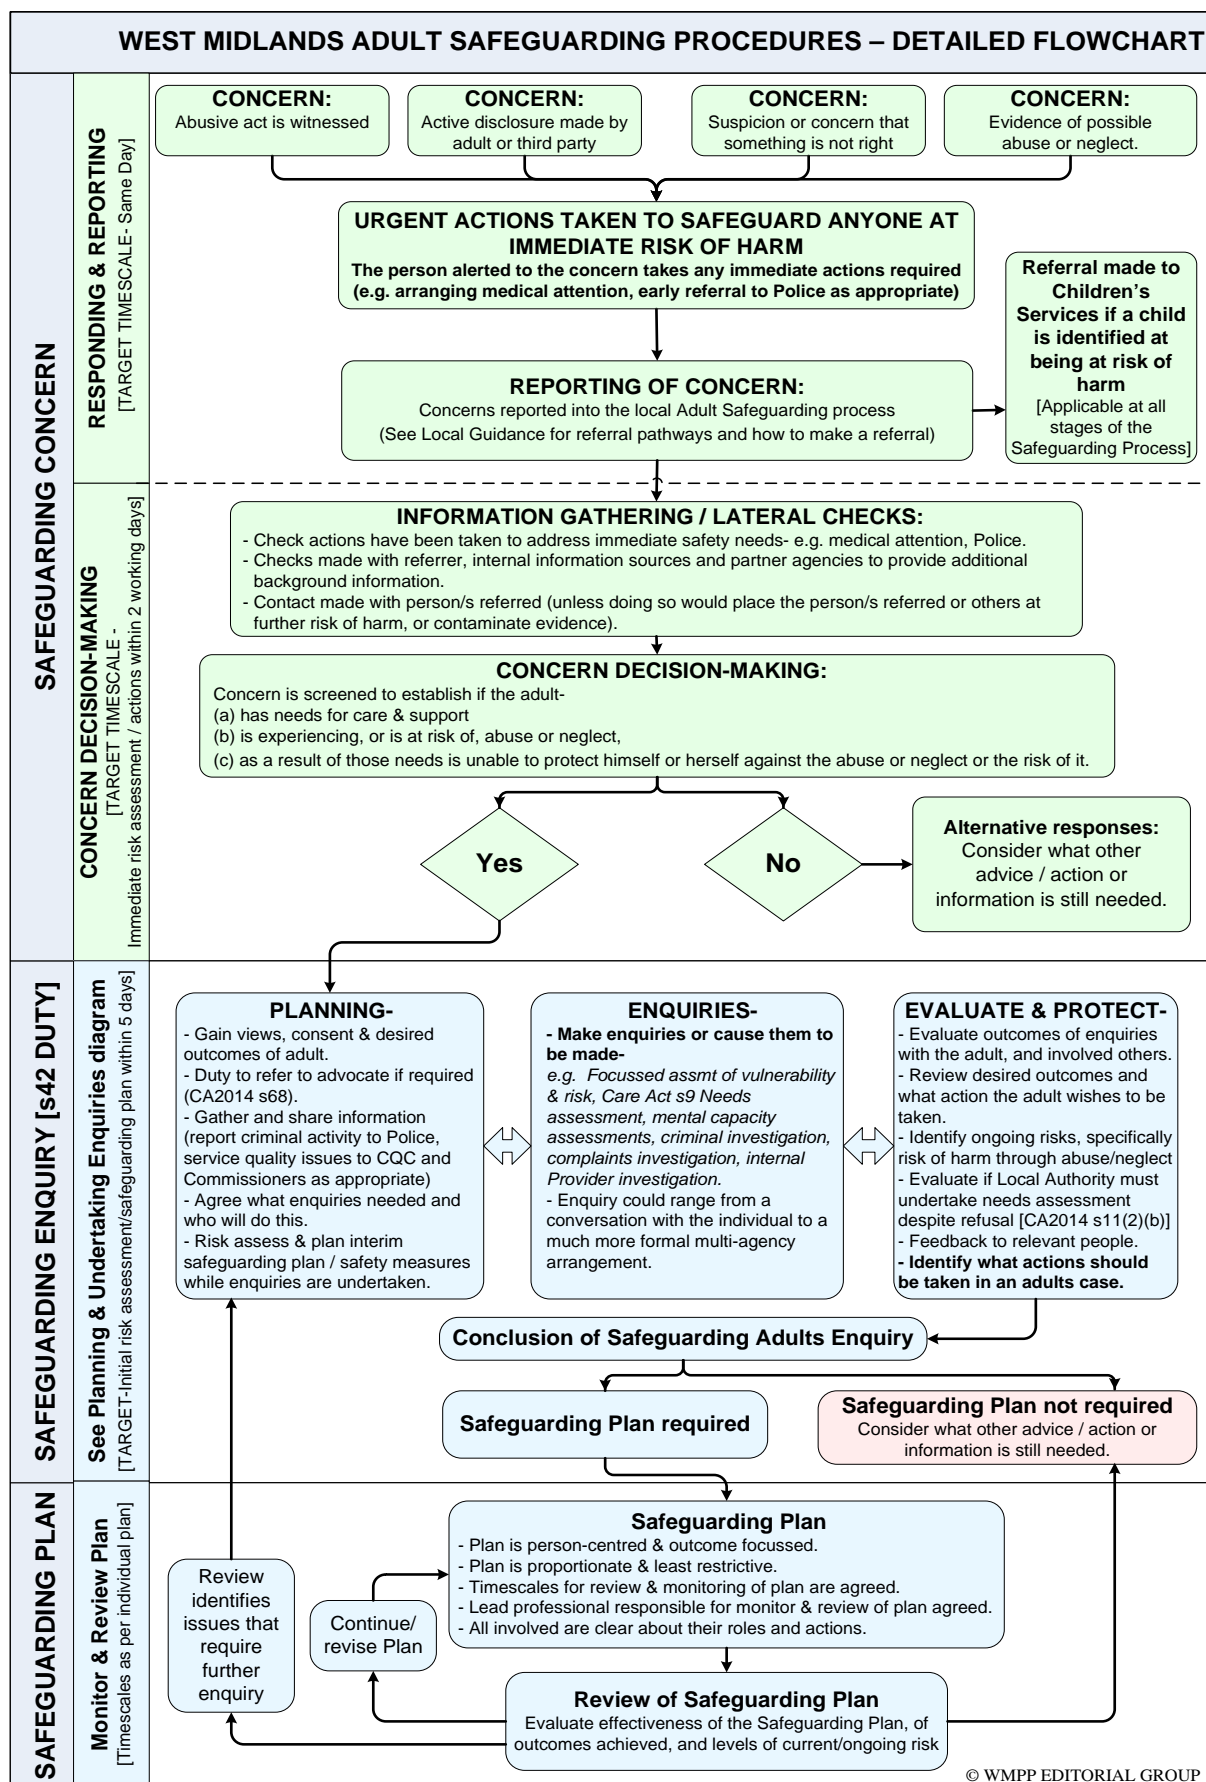 WEST MIDLANDS ADULT SAFEGUARDING PROCEDURES – DETAILED FLOWCHART
SAFEGUARDING CONCERN
RESPONDING & REPORTING
[TARGET TIMESCALE- Same Day]
CONCERN:
Abusive act is witnessed
CONCERN:
Active disclosure made by
adult or third party
CONCERN:
Suspicion or concern that
something is not right
CONCERN:
Evidence of possible
abuse or neglect.
URGENT ACTIONS TAKEN TO SAFEGUARD ANYONE AT
IMMEDIATE RISK OF HARM
The person alerted to the concern takes any immediate actions required
(e.g. arranging medical attention, early referral to Police as appropriate)
Referral made to
Children’s
Services if a child
is identified at
being at risk of
harm
[Applicable at all
stages of the
Safeguarding Process]
REPORTING OF CONCERN:
Concerns reported into the local Adult Safeguarding process
(See Local Guidance for referral pathways and how to make a referral)
CONCERN DECISION-MAKING
[TARGET TIMESCALE -
Immediate risk assessment / actions within 2 working days]
INFORMATION GATHERING / LATERAL CHECKS:
- Check actions have been taken to address immediate safety needs- e.g. medical attention, Police.
- Checks made with referrer, internal information sources and partner agencies to provide additional
background information.
- Contact made with person/s referred (unless doing so would place the person/s referred or others at
further risk of harm, or contaminate evidence).
CONCERN DECISION-MAKING:
Concern is screened to establish if the adult-
(a) has needs for care & support
(b) is experiencing, or is at risk of, abuse or neglect,
(c) as a result of those needs is unable to protect himself or herself against the abuse or neglect or the risk of it.
Yes
No
Alternative responses:
Consider what other
advice / action or
information is still needed.
SAFEGUARDING ENQUIRY [s42 DUTY]
See Planning & Undertaking Enquiries diagram
[TARGET-Initial risk assessment/safeguarding plan within 5 days]
PLANNING-
- Gain views, consent & desired
outcomes of adult.
- Duty to refer to advocate if required
(CA2014 s68).
- Gather and share information
(report criminal activity to Police,
service quality issues to CQC and
Commissioners as appropriate)
- Agree what enquiries needed and
who will do this.
- Risk assess & plan interim
safeguarding plan / safety measures
while enquiries are undertaken.
ENQUIRIES-
- Make enquiries or cause them to
be made-
e.g. Focussed assmt of vulnerability
& risk, Care Act s9 Needs
assessment, mental capacity
assessments, criminal investigation,
complaints investigation, internal
Provider investigation.
- Enquiry could range from a
conversation with the individual to a
much more formal multi-agency
arrangement.
EVALUATE & PROTECT-
- Evaluate outcomes of enquiries
with the adult, and involved others.
- Review desired outcomes and
what action the adult wishes to be
taken.
- Identify ongoing risks, specifically
risk of harm through abuse/neglect
- Evaluate if Local Authority must
undertake needs assessment
despite refusal [CA2014 s11(2)(b)]
- Feedback to relevant people.
- Identify what actions should
be taken in an adults case.
Conclusion of Safeguarding Adults Enquiry
Safeguarding Plan required
Safeguarding Plan not required
Consider what other advice / action or
information is still needed.
SAFEGUARDING PLAN
Monitor & Review Plan
[Timescales as per individual plan]
Review
identifies
issues that
require
further
enquiry
Continue/
revise Plan
Safeguarding Plan
- Plan is person-centred & outcome focussed.
- Plan is proportionate & least restrictive.
- Timescales for review & monitoring of plan are agreed.
- Lead professional responsible for monitor & review of plan agreed.
- All involved are clear about their roles and actions.
Review of Safeguarding Plan
Evaluate effectiveness of the Safeguarding Plan, of
outcomes achieved, and levels of current/ongoing risk
© WMPP EDITORIAL GROUP